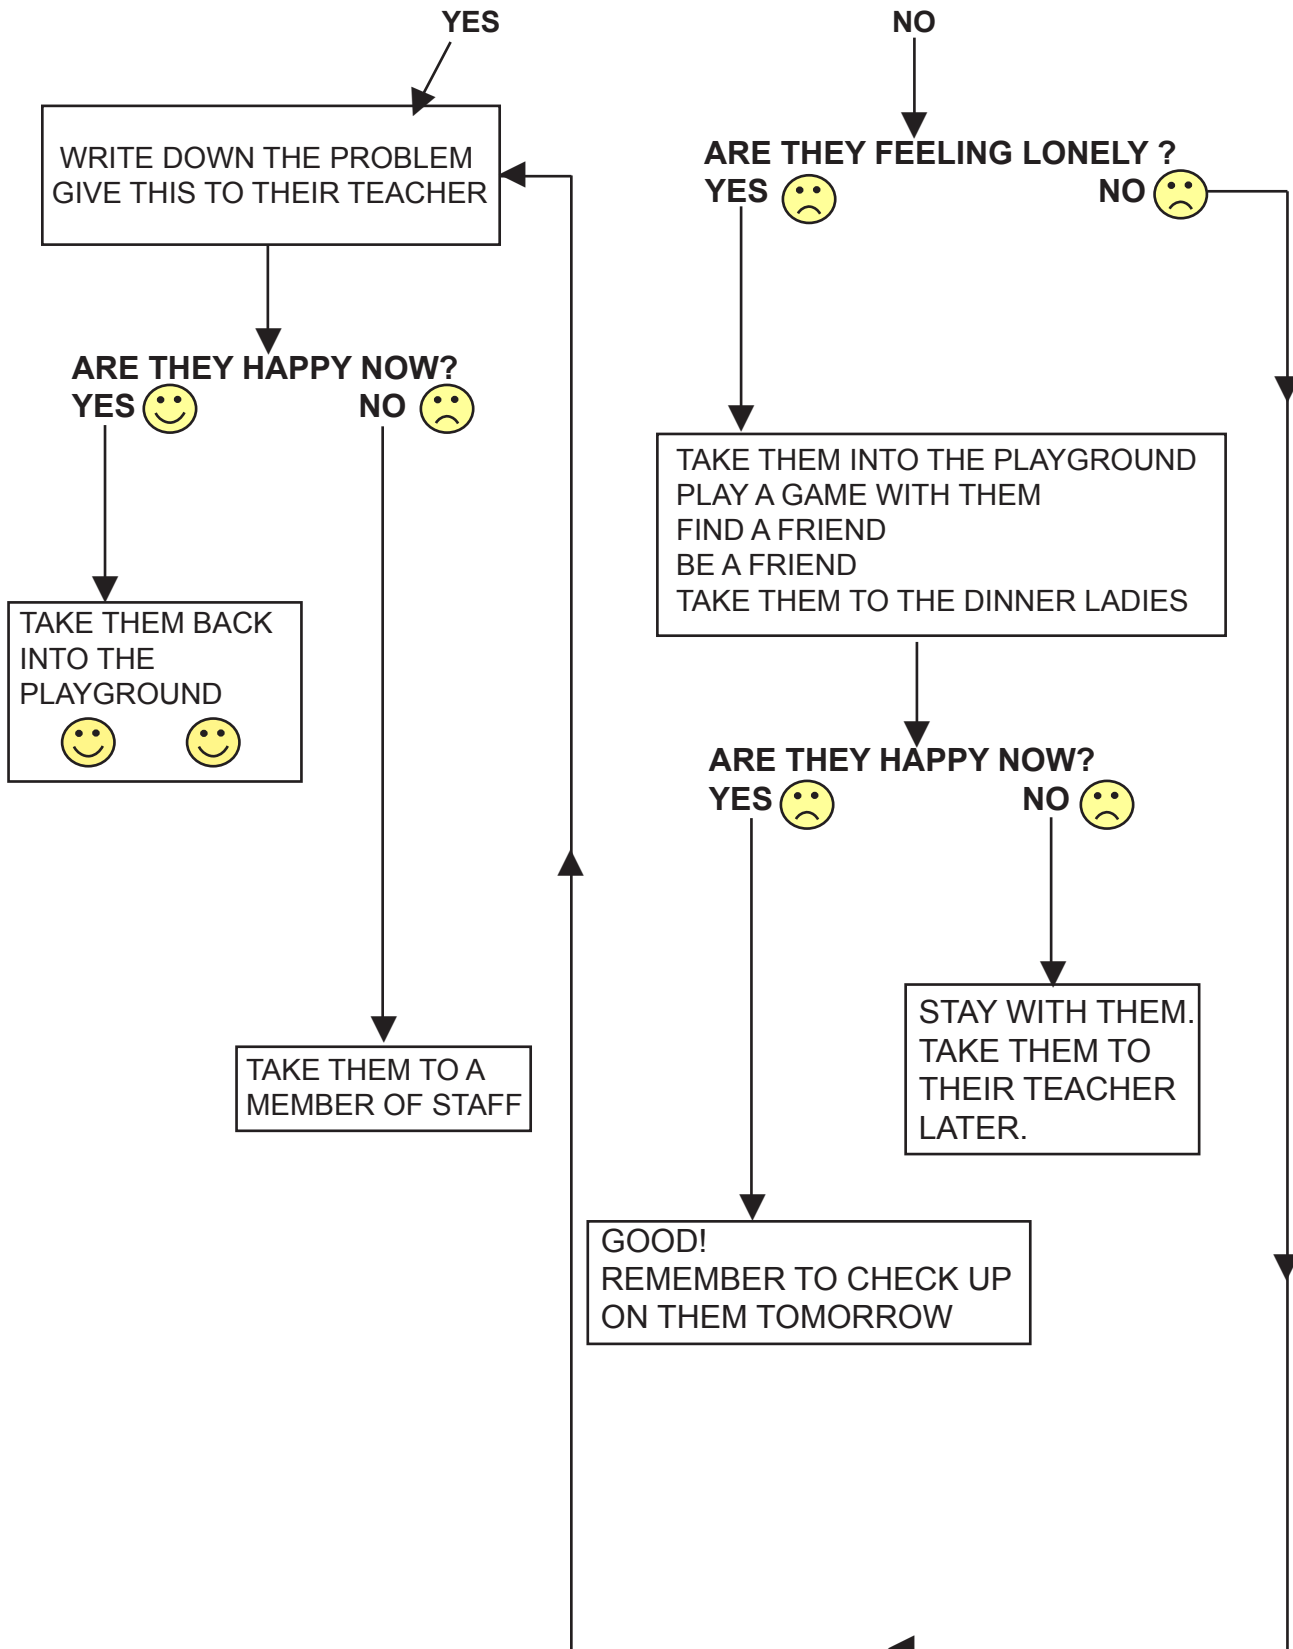 YES
NO
WRITE DOWN THE PROBLEM
GIVE THIS TO THEIR TEACHER
ARE THEY FEELING LONELY ?
YES NO
ARE THEY HAPPY NOW?
YES NO
TAKE THEM INTO THE PLAYGROUND
PLAY A GAME WITH THEM
FIND A FRIEND
BE A FRIEND
TAKE THEM TO THE DINNER LADIES
TAKE THEM BACK
INTO THE
PLAYGROUND
ARE THEY HAPPY NOW?
YES NO
STAY WITH THEM.
TAKE THEM TO
THEIR TEACHER
LATER.
TAKE THEM TO A
MEMBER OF STAFF
GOOD!
REMEMBER TO CHECK UP
ON THEM TOMORROW